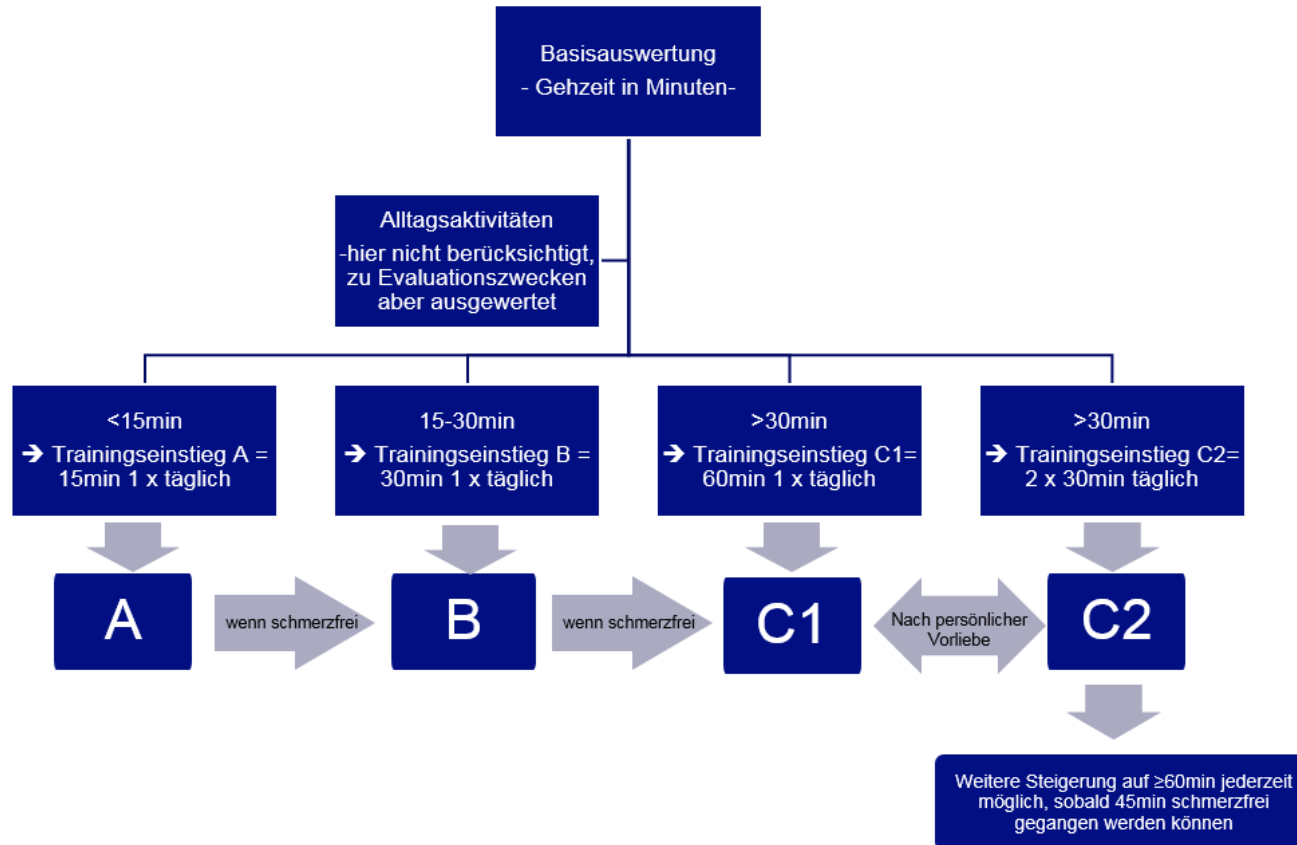 Basisauswertung
- Gehzeit in Minuten-
Alltagsaktivitäten
-hier nicht berücksichtigt,
zu Evaluationszwecken
aber ausgewertet
<15min
➔ Trainingseinstieg A =
15min 1 x täglich
15-30min
➔ Trainingseinstieg B =
30min 1 x täglich
>30min
➔ Trainingseinstieg C1=
60min 1 x täglich
>30min
➔ Trainingseinstieg C2=
2 x 30min täglich
A
wenn schmerzfrei
B
wenn schmerzfrei
C1
Nach persönlicher
Vorliebe
C2
Weitere Steigerung auf ≥60min jederzeit
möglich, sobald 45min schmerzfrei
gegangen werden können